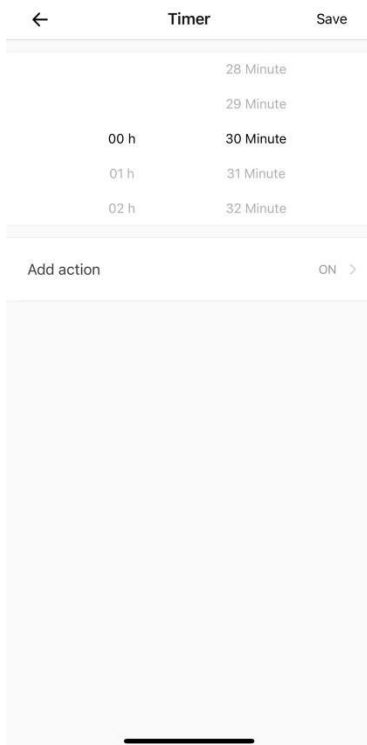 Timer Save
28 Minute
29 Minute
00 h 30 Minute
01 h 31 Minute
02 h 32 Minute
Add action ON